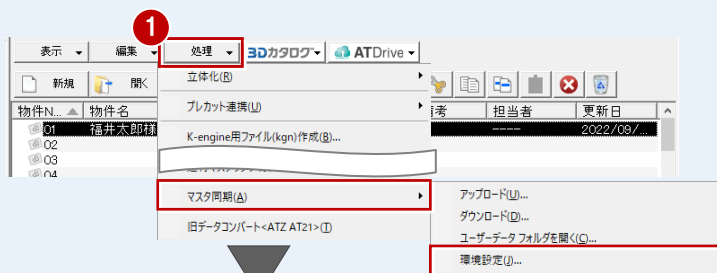 1
表示 編集 処理 3Dカタログ ATDrive
新規 開く
物件N... 物件名 考 担当者 更新日
01 福井太郎様 ---- 2022/09/...
02
03
04
立体化(R)
プレカット連携(U)
K-engine用ファイル(kgn)作成(B)...
マスタ同期(A)
旧データコンバート<ATZ AT21>(T)
アップロード(U)...
ダウンロード(D)...
ユーザーデータ フォルダを開く(C)...
環境設定(J)...